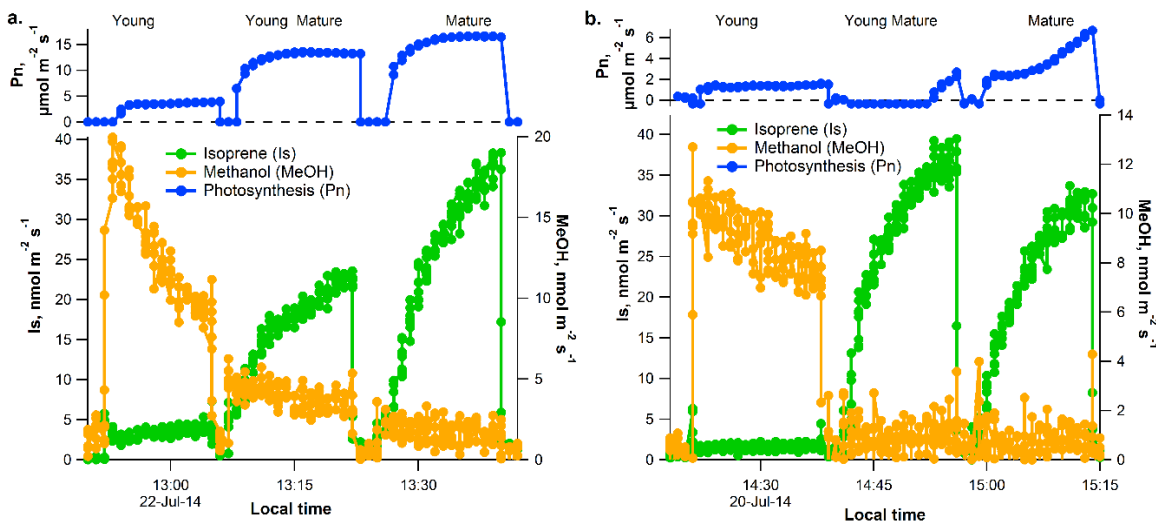 a.
Young
Young Mature
Mature
Pn, -2 s-1
µmol m-2 s-1
15
10
5
0
40
35
30
25
20
15
10
5
0
Is, nmol m-2 s-1
Isoprene (Is)
Methanol (MeOH)
Photosynthesis (Pn)
20
15
10
5
0
MeOH, nmol m-2 s-1
13:00
13:15
13:30
22-Jul-14
Local time
b.
Young
Young Mature
Mature
Pn, -2 s-1
µmol m-2 s-1
6
4
2
0
40
35
30
25
20
15
10
5
0
Is, nmol m-2 s-1
Isoprene (Is)
Methanol (MeOH)
Photosynthesis (Pn)
14
12
10
8
6
4
2
0
MeOH, nmol m-2 s-1
14:30
14:45
15:00
15:15
20-Jul-14
Local time